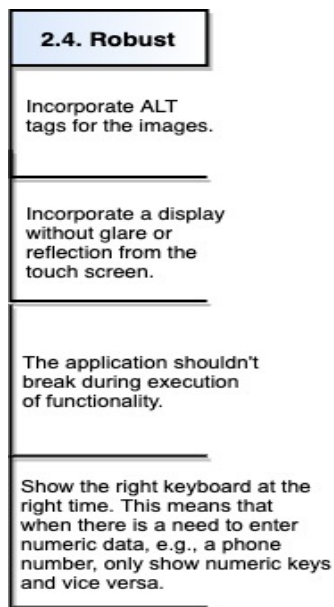 2.4. Robust
Incorporate ALT
tags for the images.
Incorporate a display
without glare or
reflection from the
touch screen.
The application shouldn't
break during execution
of functionality.
Show the right keyboard at the
right time. This means that
when there is a need to enter
numeric data, e.g., a phone
number, only show numeric keys
and vice versa.